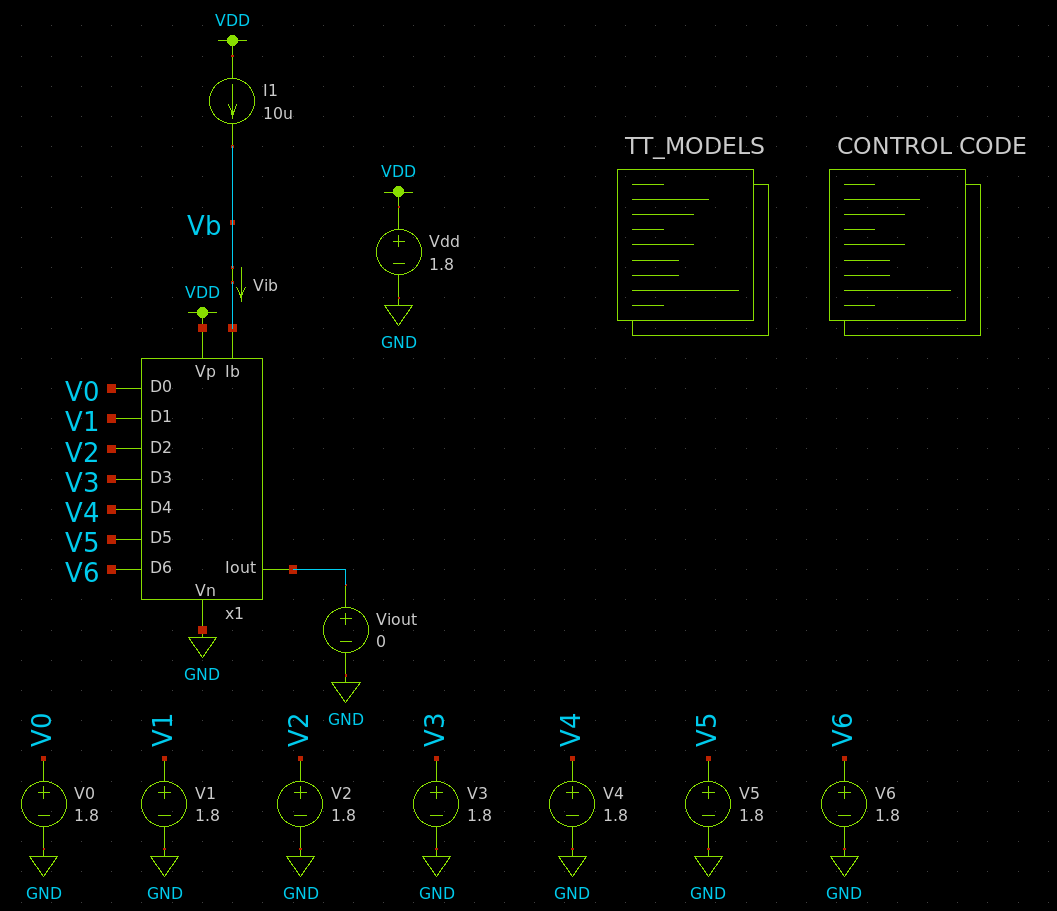 VDD
I1
10u
TT_MODELS
CONTROL CODE
VDD
Vb
Vdd
1.8
Vib
VDD
GND
Vp Ib
V0 D0
V1 D1
V2 D2
V3 D3
V4 D4
V5 D5
V6 D6
Iout
Vn
x1
Viout
0
GND
GND
V0 V1 V2 V3 V4 V5 V6
V0 V1 V2 V3 V4 V5 V6
1.8 1.8 1.8 1.8 1.8 1.8 1.8
GND GND GND GND GND GND GND